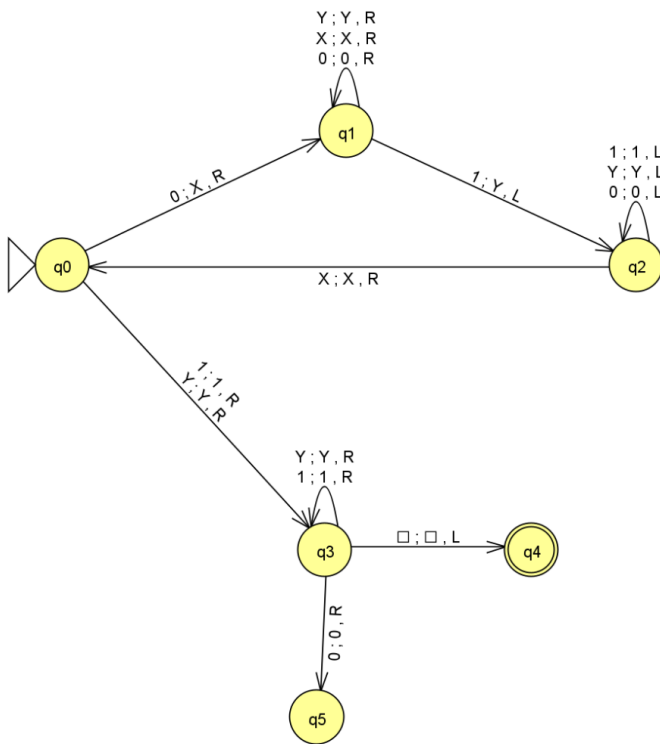 Y ; Y , R
X ; X , R
0 ; 0 , R
q1
1 ; 1 , L
Y ; Y , L
0 ; 0 , L
0 ; X , R
1 ; Y , L
q0
q2
X ; X , R
1 ; 1 , R
Y ; Y , R
Y ; Y , R
1 ; 1 , R
q3
□ ; □ , L
q4
0 ; 0 , R
q5